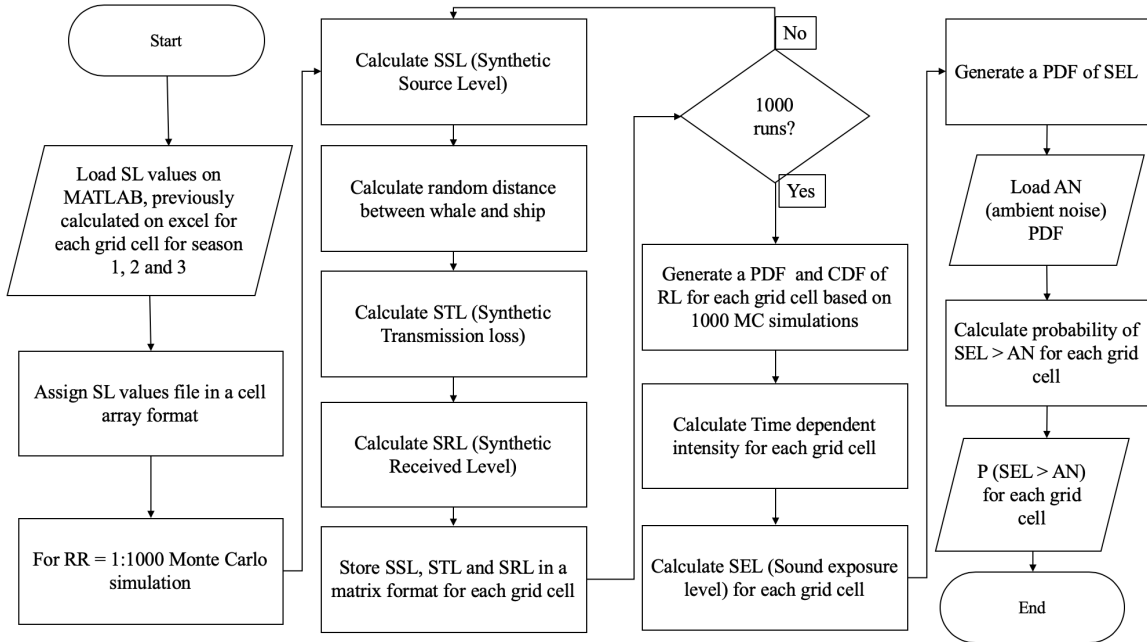 Start
Load SL values on
MATLAB, previously
calculated on excel for
each grid cell for season
1, 2 and 3
Assign SL values file in a cell
array format
For RR = 1:1000 Monte Carlo
simulation
Calculate SSL (Synthetic
Source Level)
Calculate random distance
between whale and ship
Calculate STL (Synthetic
Transmission loss)
Calculate SRL (Synthetic
Received Level)
Store SSL, STL and SRL in a
matrix format for each grid cell
No
1000
runs?
Yes
Generate a PDF and CDF of
RL for each grid cell based on
1000 MC simulations
Calculate Time dependent
intensity for each grid cell
Calculate SEL (Sound exposure
level) for each grid cell
Generate a PDF of SEL
Load AN
(ambient noise)
PDF
Calculate probability of
SEL > AN for each grid
cell
P (SEL > AN)
for each grid
cell
End